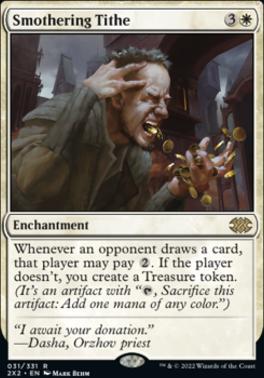 Smothering Tithe 3
Enchantment
Whenever an opponent draws a card,
that player may pay 2. If the player
doesn't, you create a Treasure token.
(It's an artifact with "T, Sacrifice this
artifact: Add one mana of any color.")
"I await your donation."
—Dasha, Orzhov priest
031/331 R
2X2 • EN Mark Behm
™ & © 2022 Wizards of the Coast